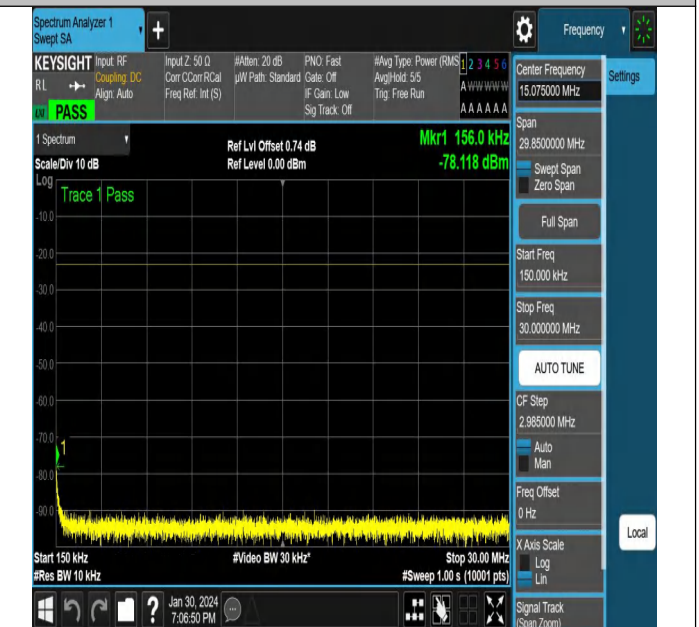 Spectrum Analyzer 1
Swept SA
+
Frequency
KEYSIGHT
RL
PASS
Input: RF
Coupling: DC
Align: Auto
Input Z: 50 Ω
Corr CCorr RCal
Freq Ref: Int (S)
#Atten: 20 dB
µW Path: Standard
PNO: Fast
Gate: Off
IF Gain: Low
Sig Track: Off
#Avg Type: Power (RMS
Avg|Hold: 5/5
Trig: Free Run
1 2 3 4 5 6
A W W W W W
A A A A A A
1 Spectrum
Scale/Div 10 dB
Ref Lvl Offset 0.74 dB
Ref Level 0.00 dBm
Mkr1 156.0 kHz
-78.118 dBm
Log
Trace 1 Pass
-10.0
-20.0
-30.0
-40.0
-50.0
-60.0
-70.0
1
-80.0
-90.0
Start 150 kHz
#Res BW 10 kHz
#Video BW 30 kHz*
Stop 30.00 MHz
#Sweep 1.00 s (10001 pts)
?
Jan 30, 2024
7:06:50 PM
Center Frequency
15.075000 MHz
Settings
Span
29.8500000 MHz
Swept Span
Zero Span
Full Span
Start Freq
150.000 kHz
Stop Freq
30.000000 MHz
AUTO TUNE
CF Step
2.985000 MHz
Auto
Man
Freq Offset
0 Hz
Local
X Axis Scale
Log
Lin
Signal Track
(Span Zoom)